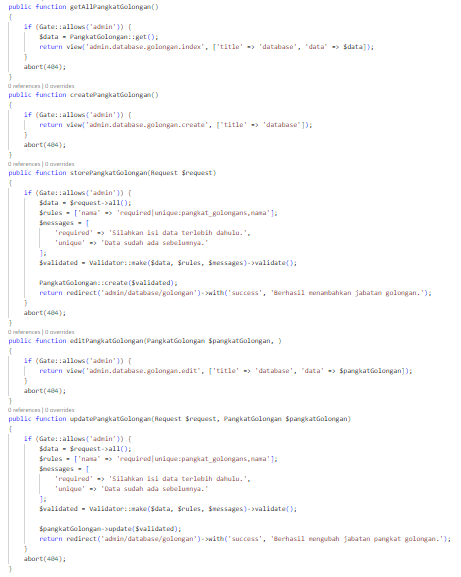 public function getAllPangkatGolongan()
{
    if (Gate::allows('admin')) {
        $data = PangkatGolongan::get();
        return view('admin.database.golongan.index', ['title' => 'database', 'data' => $data]);
    }
    abort(404);
}
0 references | 0 overrides
public function createPangkatGolongan()
{
    if (Gate::allows('admin')) {
        return view('admin.database.golongan.create', ['title' => 'database']);
    }
    abort(404);
}
0 references | 0 overrides
public function storePangkatGolongan(Request $request)
{
    if (Gate::allows('admin')) {
        $data = $request->all();
        $rules = ['nama' => 'required|unique:pangkat_golongans,nama'];
        $messages = [
            'required' => 'Silahkan isi data terlebih dahulu.',
            'unique' => 'Data sudah ada sebelumnya.'
        ];
        $validated = Validator::make($data, $rules, $messages)->validate();

        PangkatGolongan::create($validated);
        return redirect('admin/database/golongan')->with('success', 'Berhasil menambahkan jabatan golongan.');
    }
    abort(404);
}
0 references | 0 overrides
public function editPangkatGolongan(PangkatGolongan $pangkatGolongan, )
{
    if (Gate::allows('admin')) {
        return view('admin.database.golongan.edit', ['title' => 'database', 'data' => $pangkatGolongan]);
    }
    abort(404);
}
0 references | 0 overrides
public function updatePangkatGolongan(Request $request, PangkatGolongan $pangkatGolongan)
{
    if (Gate::allows('admin')) {
        $data = $request->all();
        $rules = ['nama' => 'required|unique:pangkat_golongans,nama'];
        $messages = [
            'required' => 'Silahkan isi data terlebih dahulu.',
            'unique' => 'Data sudah ada sebelumnya.'
        ];
        $validated = Validator::make($data, $rules, $messages)->validate();

        $pangkatGolongan->update($validated);
        return redirect('admin/database/golongan')->with('success', 'Berhasil mengubah jabatan pangkat golongan.');
    }
    abort(404);
}